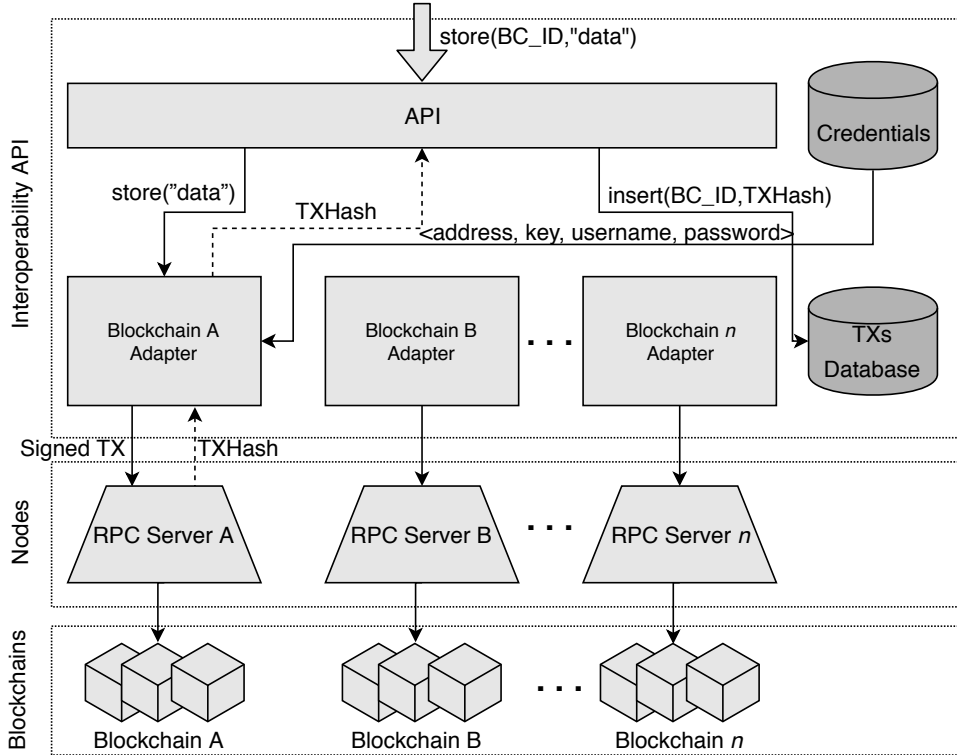 store(BC_ID,"data")
API
Credentials
store(”data”)
TXHash
insert(BC_ID,TXHash)
<address, key, username, password>
Interoperability API
Blockchain A
Adapter
Blockchain B
Adapter
. . .
Blockchain n
Adapter
TXs
Database
Signed TX
TXHash
Nodes
RPC Server A
RPC Server B
. . .
RPC Server n
Blockchains
. . .
Blockchain A
Blockchain B
Blockchain n